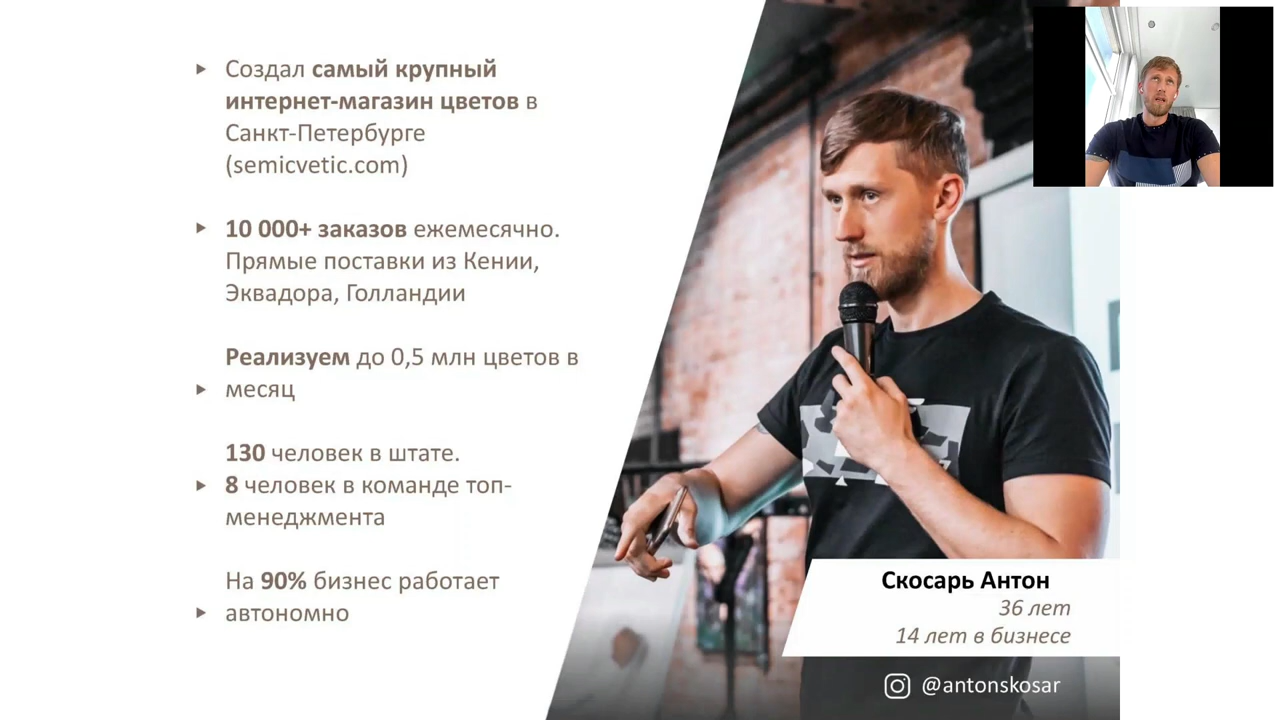 Создал самый крупный
интернет-магазин цветов в
Санкт-Петербурге
(semicvetic.com)
10 000+ заказов ежемесячно.
Прямые поставки из Кении,
Эквадора, Голландии
Реализуем до 0,5 млн цветов в
месяц
130 человек в штате.
8 человек в команде топ-
менеджмента
На 90% бизнес работает
автономно
Скосарь Антон
36 лет
14 лет в бизнесе
@antonskosar